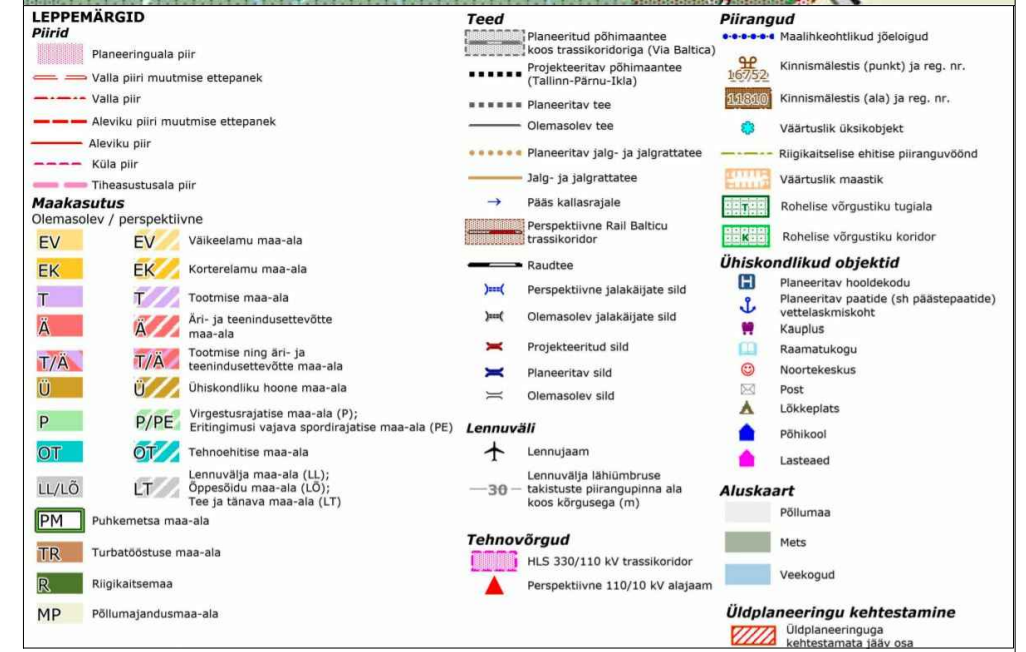 LEPPEMÄRGID
Piirid
Planeeringuala piir
Valla piiri muutmise ettepanek
Valla piir
Aleviku piiri muutmise ettepanek
Aleviku piir
Küla piir
Tiheasustusala piir
Maakasutus
Olemasolev / perspektiivne
EV EV Väikeelamu maa-ala
EK EK Korterelamu maa-ala
T T Tootmise maa-ala
Ä Ä Äri- ja teenindusettevõtte
maa-ala
T/Ä T/Ä Tootmise ning äri- ja
teenindusettevõtte maa-ala
Ü Ü Ühiskondliku hoone maa-ala
P P/PE Virgestusrajatise maa-ala (P);
Eritingimusi vajava spordirajatise maa-ala (PE)
OT OT Tehnoehitise maa-ala
LL/LÕ LT Lennuvälja maa-ala (LL);
Õppesõidu maa-ala (LÕ);
Tee ja tänava maa-ala (LT)
PM Puhkemetsa maa-ala
TR Turbatööstuse maa-ala
R Riigikaitsemaa
MP Põllumajandusmaa-ala
Teed
Planeeritud põhimaantee
koos trassikoridoriga (Via Baltica)
Projekteeritav põhimaantee
(Tallinn-Pärnu-Ikla)
Planeeritav tee
Olemasolev tee
Planeeritav jalg- ja jalgrattatee
Jalg- ja jalgrattatee
Pääs kallasrajale
Perspektiivne Rail Balticu
trassikoridor
Raudtee
Perspektiivne jalakäijate sild
Olemasolev jalakäijate sild
Projekteeritud sild
Planeeritav sild
Olemasolev sild
Lennuväli
Lennujaam
30 Lennuvälja lähiümbruse
takistuste piirangupinna ala
koos kõrgusega (m)
Tehnovõrgud
HLS 330/110 kV trassikoridor
Perspektiivne 110/10 kV alajaam
Piirangud
Maalihkeohtlikud jõelõigud
16752 Kinnismälestis (punkt) ja reg. nr.
11810 Kinnismälestis (ala) ja reg. nr.
Väärtuslik üksikobjekt
Riigikaitselise ehitise piiranguvöönd
Väärtuslik maastik
T Rohelise võrgustiku tugiala
K Rohelise võrgustiku koridor
Ühiskondlikud objektid
H Planeeritav hooldekodu
Planeeritav paatide (sh päästepaatide)
vettelaskmiskoht
Kauplus
Raamatukogu
Noortekeskus
Post
Lõkkeplats
Põhikool
Lasteaed
Aluskaart
Põllumaa
Mets
Veekogud
Üldplaneeringu kehtestamine
Üldplaneeringuga
kehtestamata jääv osa